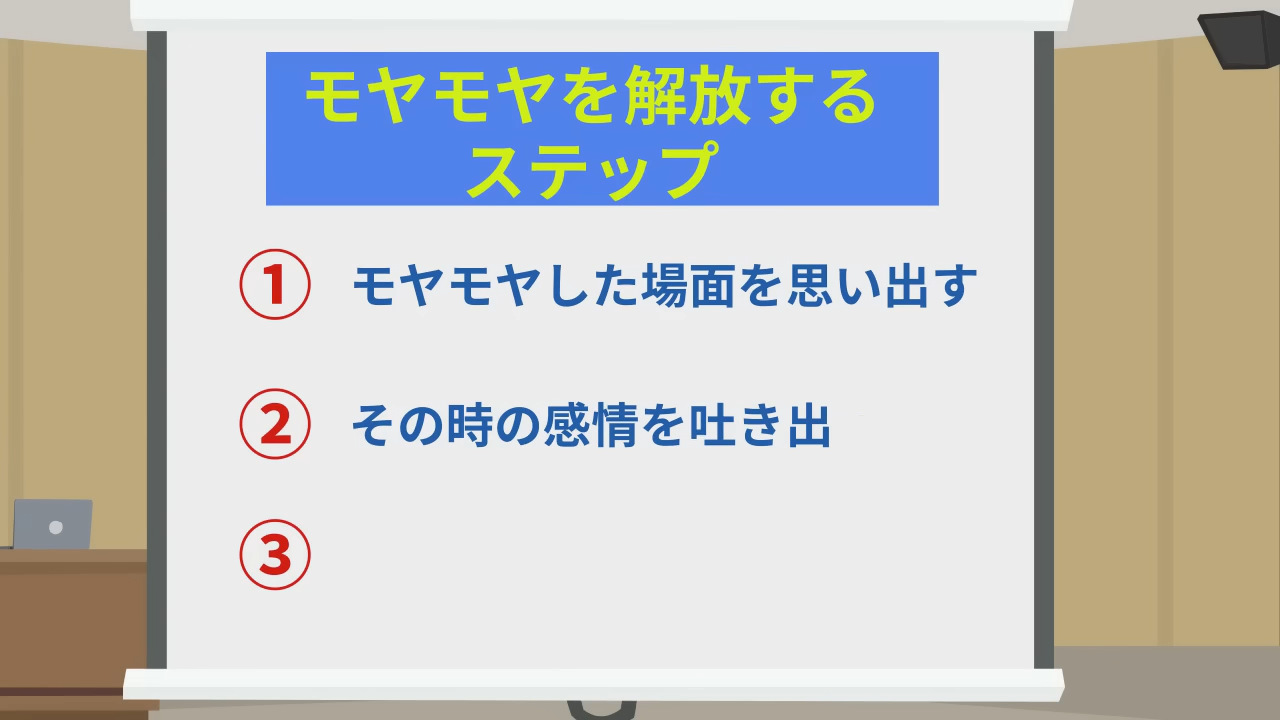 モヤモヤを解放する
ステップ
① モヤモヤした場面を思い出す
② その時の感情を吐き出
③